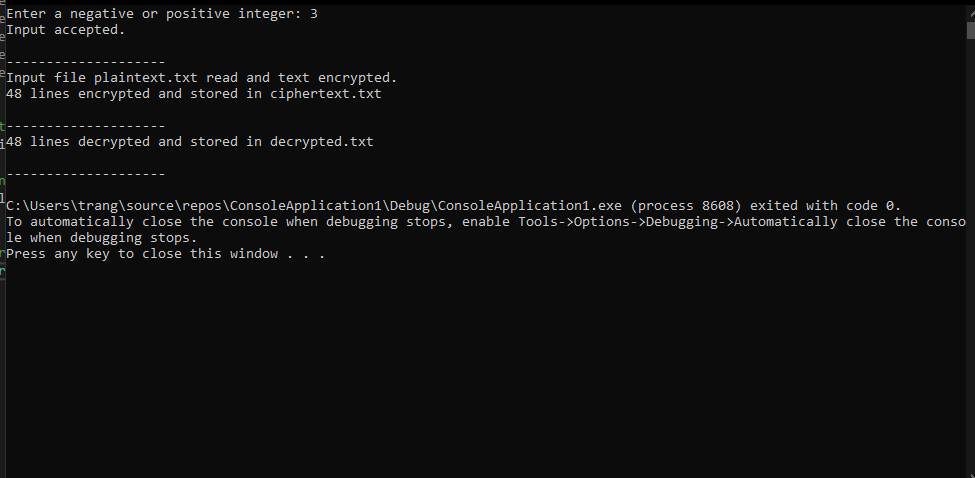 Enter a negative or positive integer: 3
Input accepted.
--------------------
Input file plaintext.txt read and text encrypted.
48 lines encrypted and stored in ciphertext.txt
--------------------
48 lines decrypted and stored in decrypted.txt
--------------------
C:\Users\trang\source\repos\ConsoleApplication1\Debug\ConsoleApplication1.exe (process 8608) exited with code 0.
To automatically close the console when debugging stops, enable Tools->Options->Debugging->Automatically close the conso
le when debugging stops.
Press any key to close this window . . .